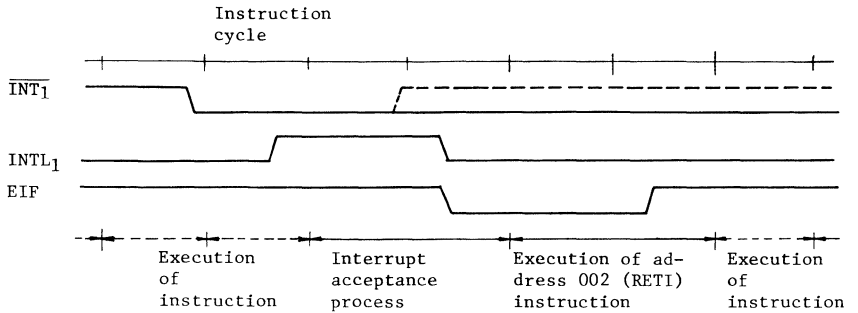 Instruction
cycle
INT1
INTL1
EIF
Execution
of
instruction
Interrupt
acceptance
process
Execution of ad-
dress 002 (RETI)
instruction
Execution
of
instruction